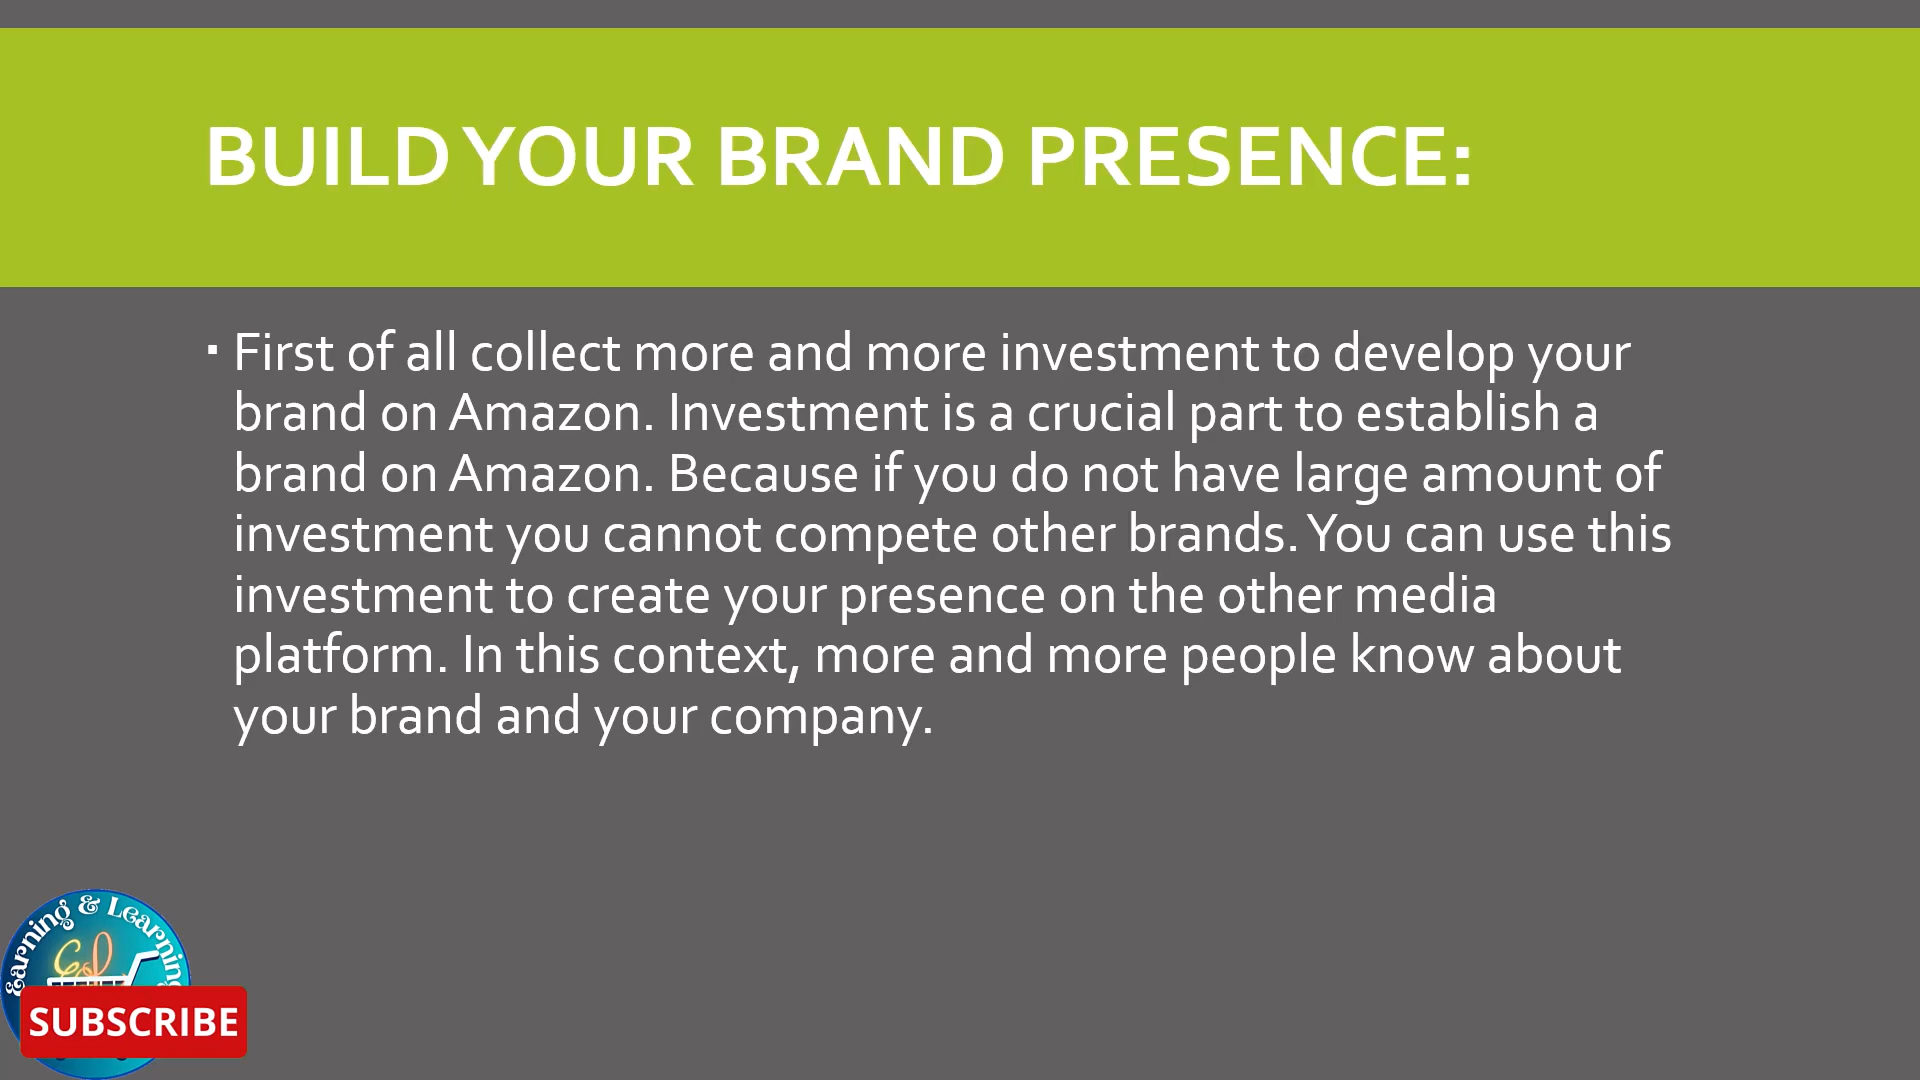 BUILD YOUR BRAND PRESENCE:
▪ First of all collect more and more investment to develop your
brand on Amazon. Investment is a crucial part to establish a
brand on Amazon. Because if you do not have large amount of
investment you cannot compete other brands. You can use this
investment to create your presence on the other media
platform. In this context, more and more people know about
your brand and your company.
Earning & Learning
Eal
SUBSCRIBE